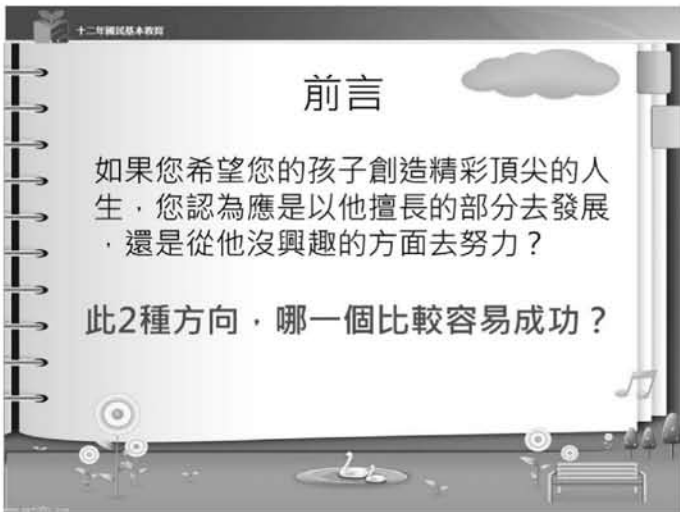 十二年國民基本教育
前言
如果您希望您的孩子創造精彩頂尖的人
生，您認為應是以他擅長的部分去發展
，還是從他沒興趣的方面去努力？
此2種方向，哪一個比較容易成功？